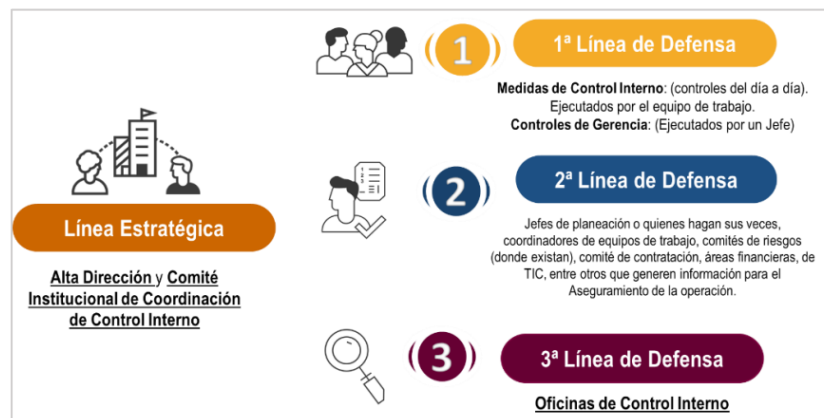 Línea Estratégica
Alta Dirección y Comité
Institucional de Coordinación
de Control Interno
1
1ª Línea de Defensa
Medidas de Control Interno: (controles del día a día).
Ejecutados por el equipo de trabajo.
Controles de Gerencia: (Ejecutados por un Jefe)
2
2ª Línea de Defensa
Jefes de planeación o quienes hagan sus veces,
coordinadores de equipos de trabajo, comités de riesgos
(donde existan), comité de contratación, áreas financieras, de
TIC, entre otros que generen información para el
Aseguramiento de la operación.
3
3ª Línea de Defensa
Oficinas de Control Interno